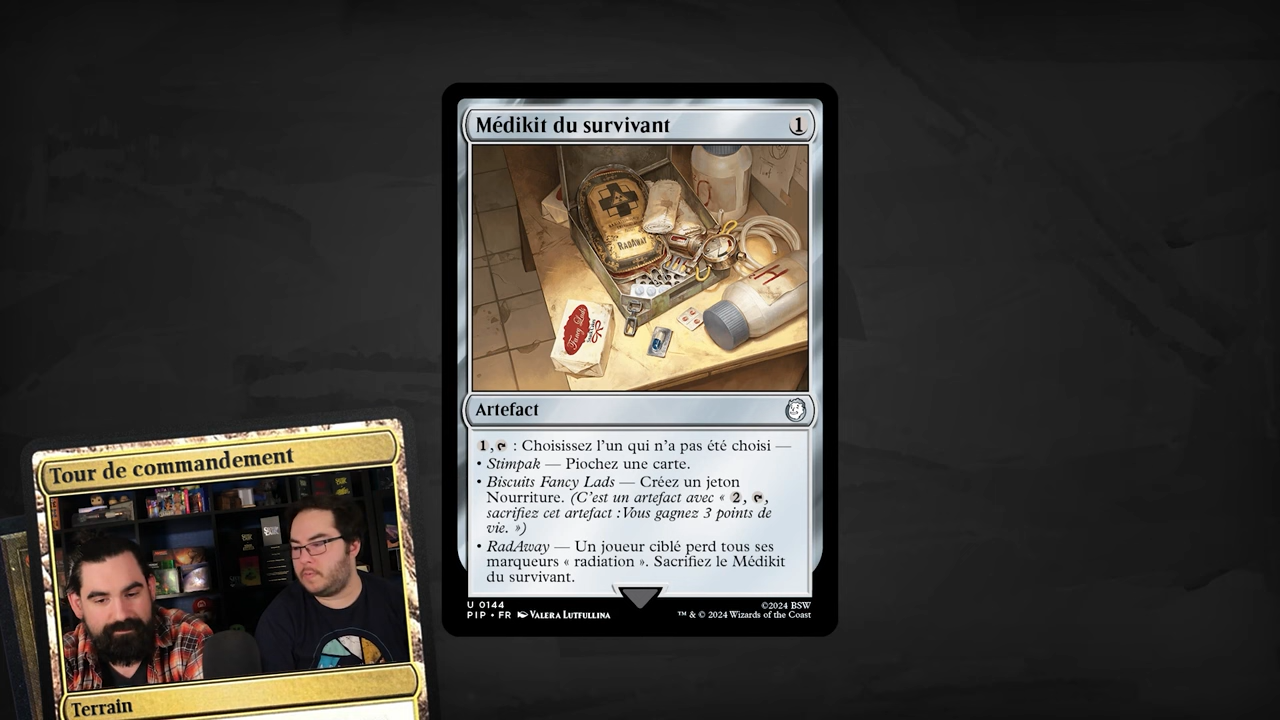 Médikit du survivant 1
RADAWAY
Fancy Lads
H
Artefact
1, : Choisissez l'un qui n'a pas été choisi —
• Stimpak — Piochez une carte.
• Biscuits Fancy Lads — Créez un jeton
Nourriture. (C'est un artefact avec « 2, ,
sacrifiez cet artefact : Vous gagnez 3 points de
vie. »)
• RadAway — Un joueur ciblé perd tous ses
marqueurs « radiation ». Sacrifiez le Médikit
du survivant.
U 0144
PIP • FR VALERA LUTFULLINA
©2024 BSW
™ & © 2024 Wizards of the Coast
Tour de commandement
Terrain